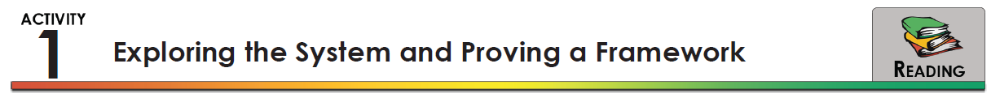 ACTIVITY
1
Exploring the System and Proving a Framework
READING